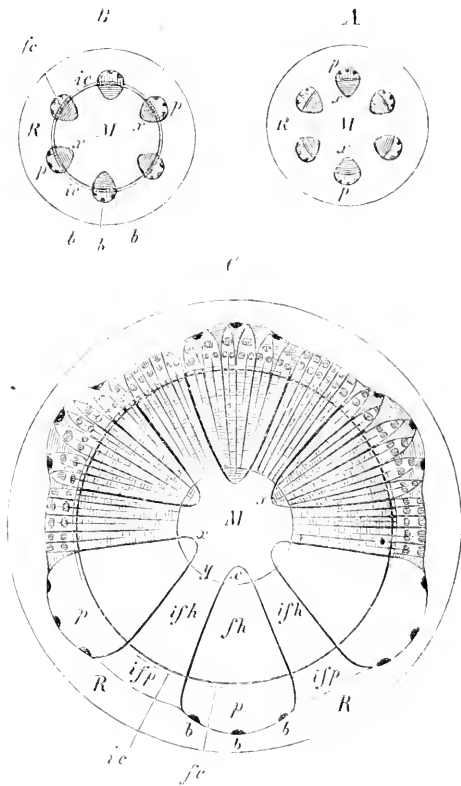 B A
fc
ic p
p
R M x R x M
x x
p
ic p
b b b
C
x
M
x
y x
ifh ifh
fh
p
ifp ifp
R R
p
b b
b
ic
fc